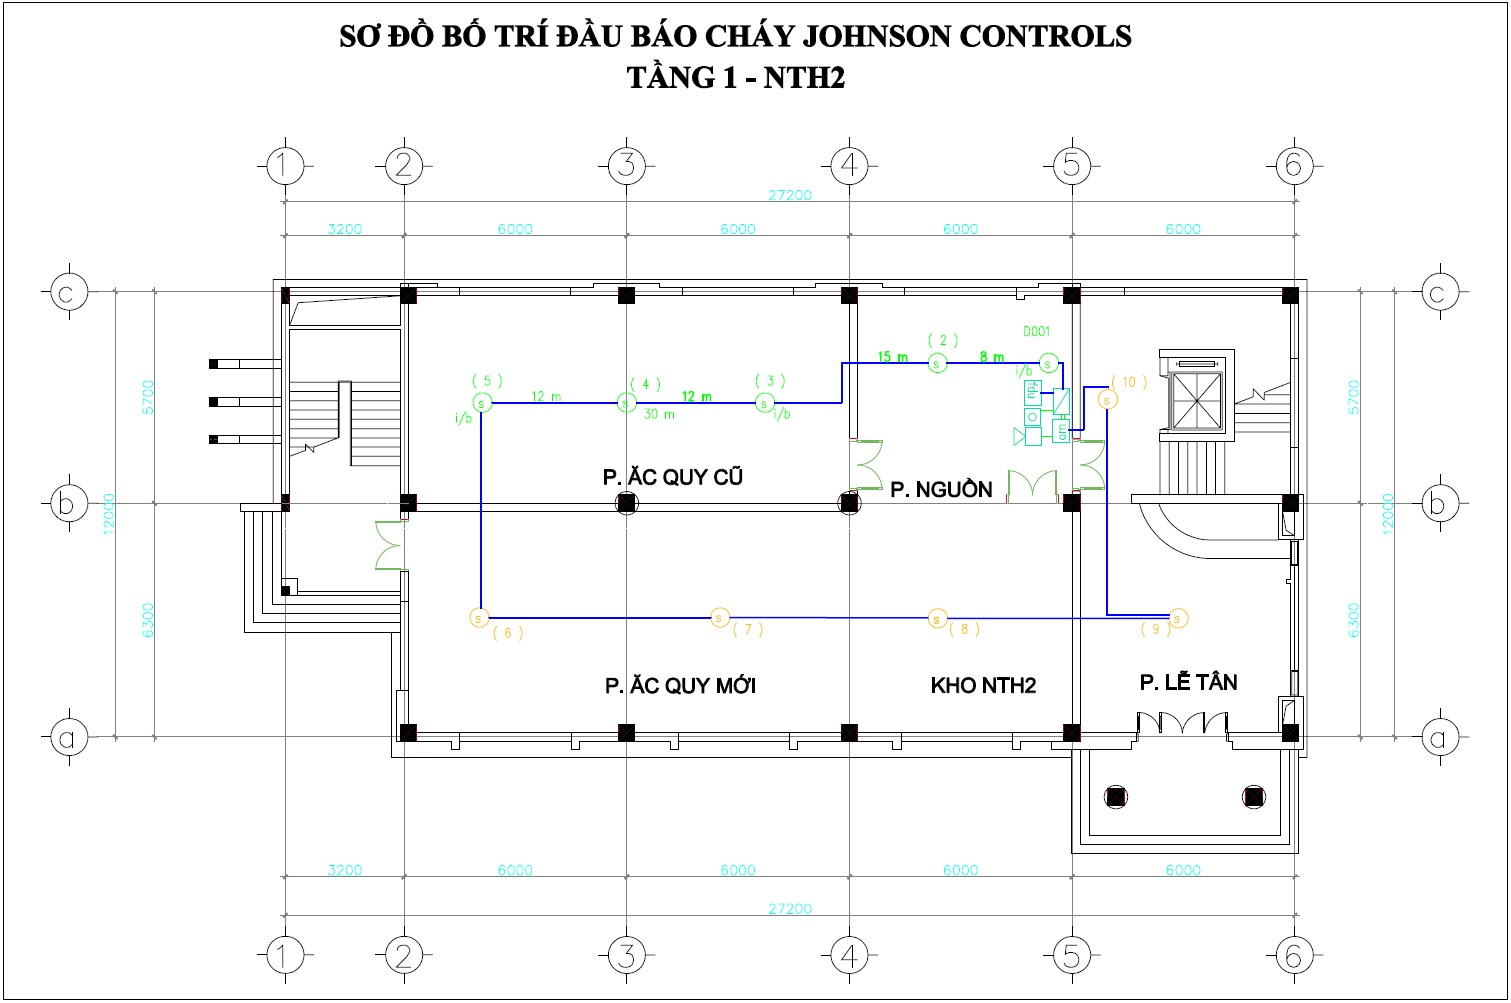 SƠ ĐỒ BỐ TRÍ ĐẦU BÁO CHÁY JOHNSON CONTROLS
TẦNG 1 - NTH2
1 2 3 4 5 6
27200
3200 6000 6000 6000 6000
c c
D001
( 2 )
15 m 8 m
i/b
( 5 ) ( 4 ) ( 3 ) ( 10 )
fdu
S S
12 m 12 m
S S S S
i/b 30 m i/b
om
5700 5700
P. ẮC QUY CŨ
P. NGUỒN
b b
12000 12000
6300 6300
S S S S
( 6 ) ( 7 ) ( 8 ) ( 9 )
P. ẮC QUY MỚI KHO NTH2 P. LỄ TÂN
a a
3200 6000 6000 6000 6000
27200
1 2 3 4 5 6